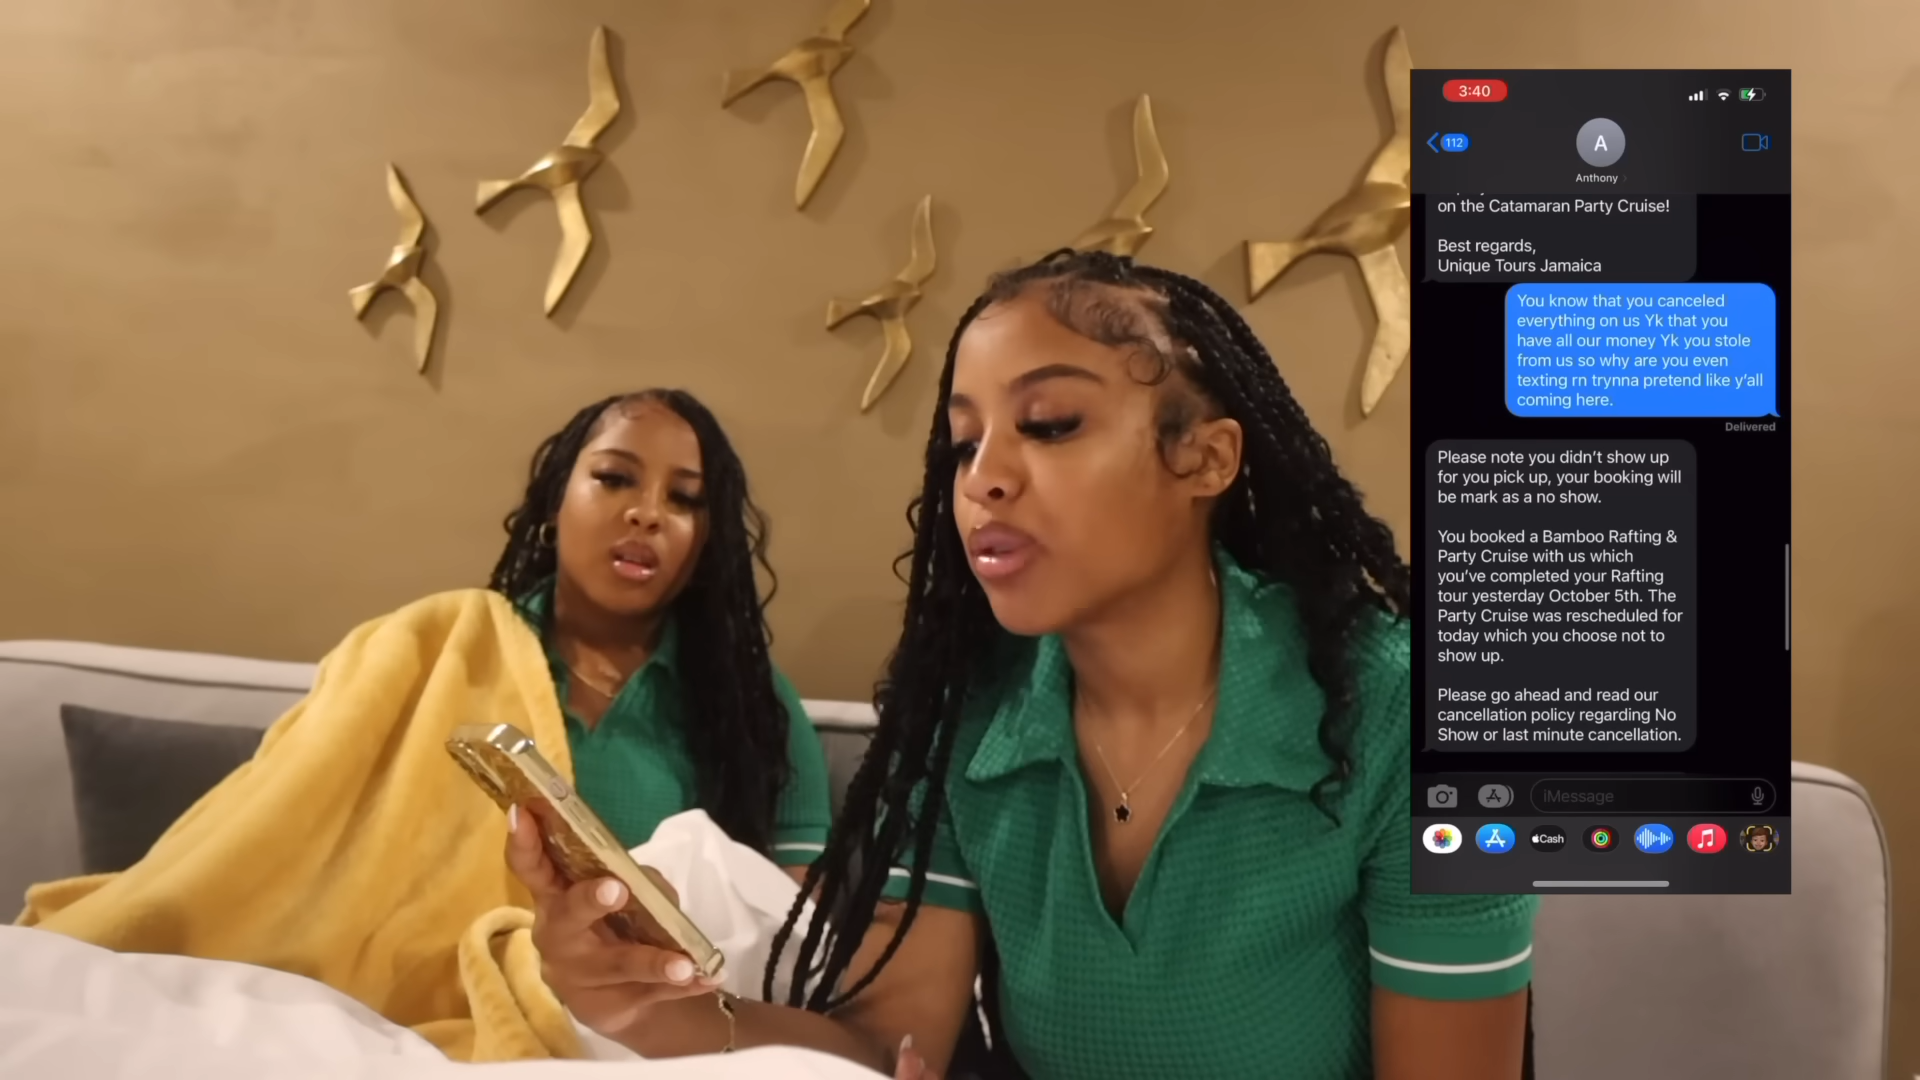 3:40
112
A
Anthony
on the Catamaran Party Cruise!
Best regards,
Unique Tours Jamaica
You know that you canceled
everything on us Yk that you
have all our money Yk you stole
from us so why are you even
texting rn trynna pretend like y'all
coming here.
Delivered
Please note you didn't show up
for you pick up, your booking will
be mark as a no show.
You booked a Bamboo Rafting &
Party Cruise with us which
you've completed your Rafting
tour yesterday October 5th. The
Party Cruise was rescheduled for
today which you choose not to
show up.
Please go ahead and read our
cancellation policy regarding No
Show or last minute cancellation.
iMessage
Cash